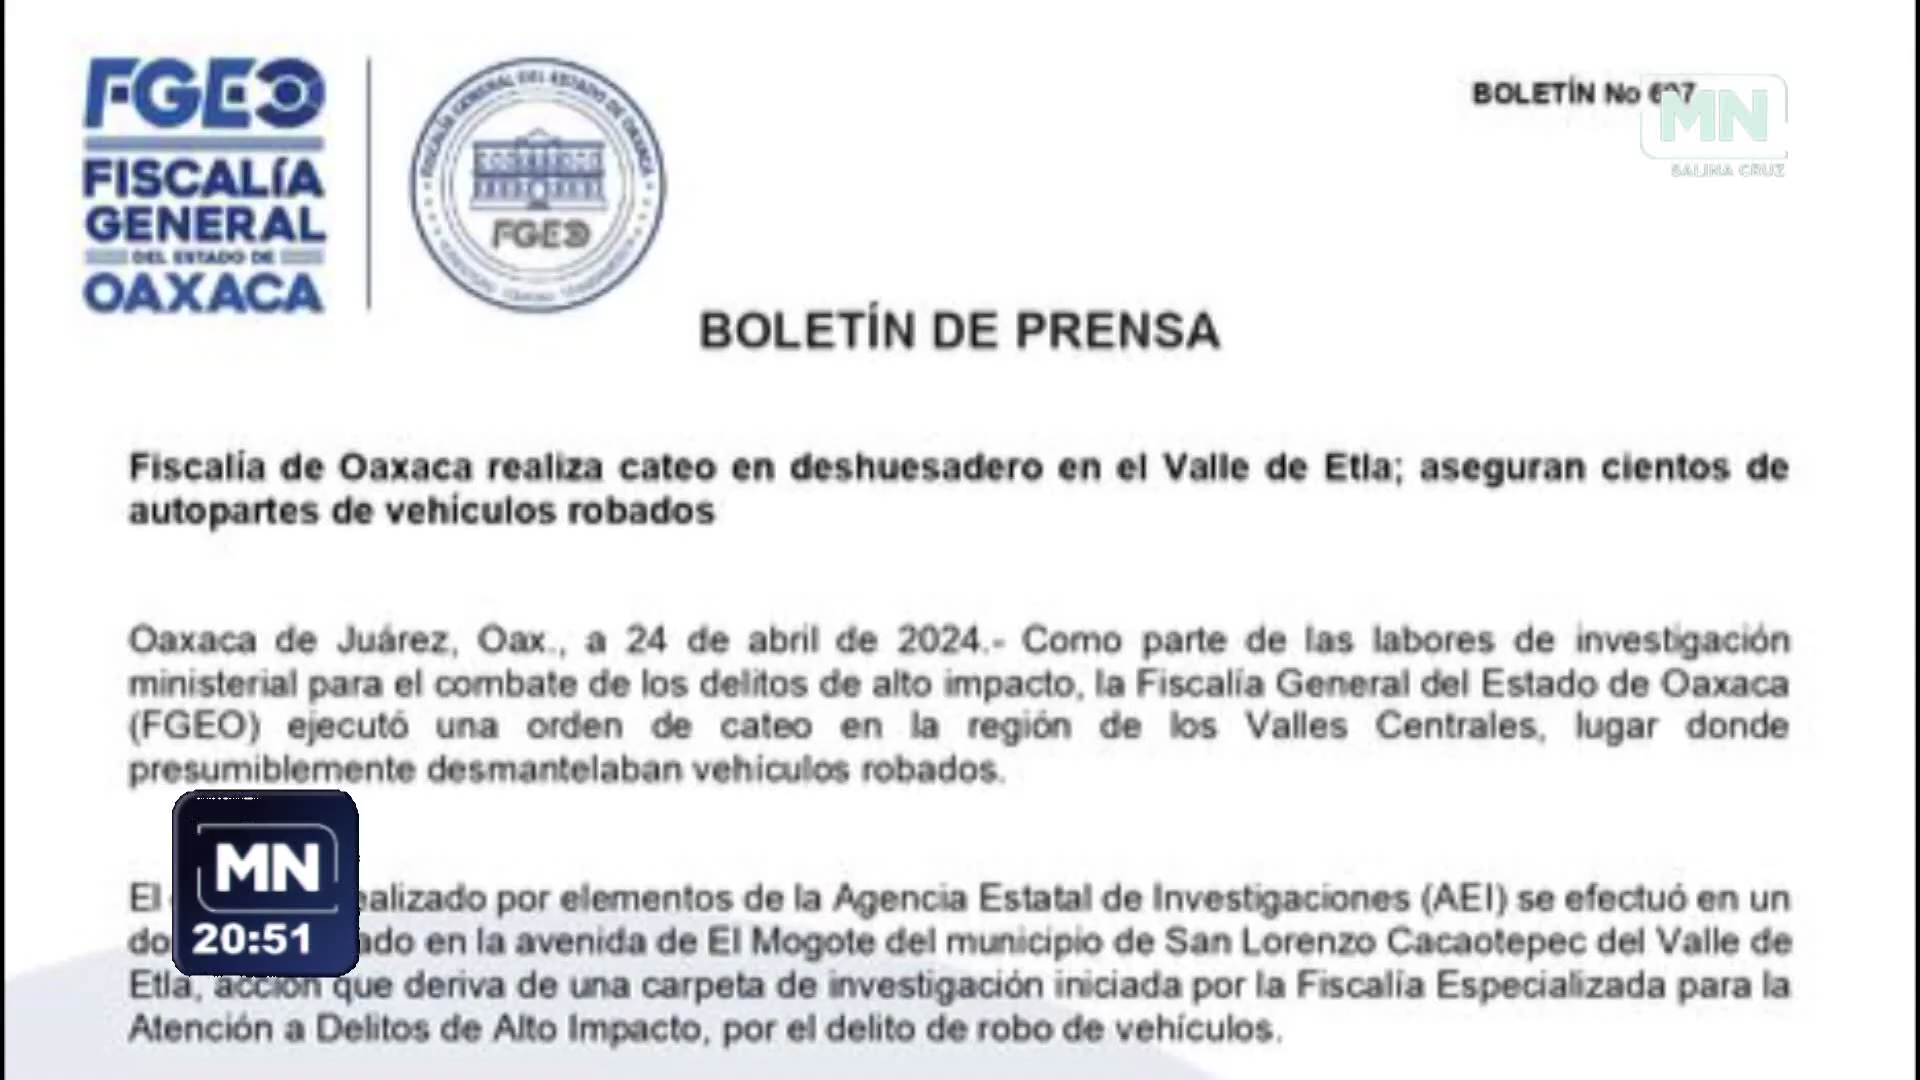 FGEO
FISCALÍA
GENERAL
DEL ESTADO DE
OAXACA
FISCALÍA GENERAL DEL ESTADO DE OAXACA
FGEO
BOLETÍN No
MN
SALINA CRUZ
BOLETÍN DE PRENSA
Fiscalía de Oaxaca realiza cateo en deshuesadero en el Valle de Etla; aseguran cientos de
autopartes de vehículos robados
Oaxaca de Juárez, Oax., a 24 de abril de 2024.- Como parte de las labores de investigación
ministerial para el combate de los delitos de alto impacto, la Fiscalía General del Estado de Oaxaca
(FGEO) ejecutó una orden de cateo en la región de los Valles Centrales, lugar donde
presumiblemente desmantelaban vehículos robados.
El ealizado por elementos de la Agencia Estatal de Investigaciones (AEI) se efectuó en un
do ado en la avenida de El Mogote del municipio de San Lorenzo Cacaotepec del Valle de
Etla, acción que deriva de una carpeta de investigación iniciada por la Fiscalía Especializada para la
Atención a Delitos de Alto Impacto, por el delito de robo de vehículos.
MN
20:51